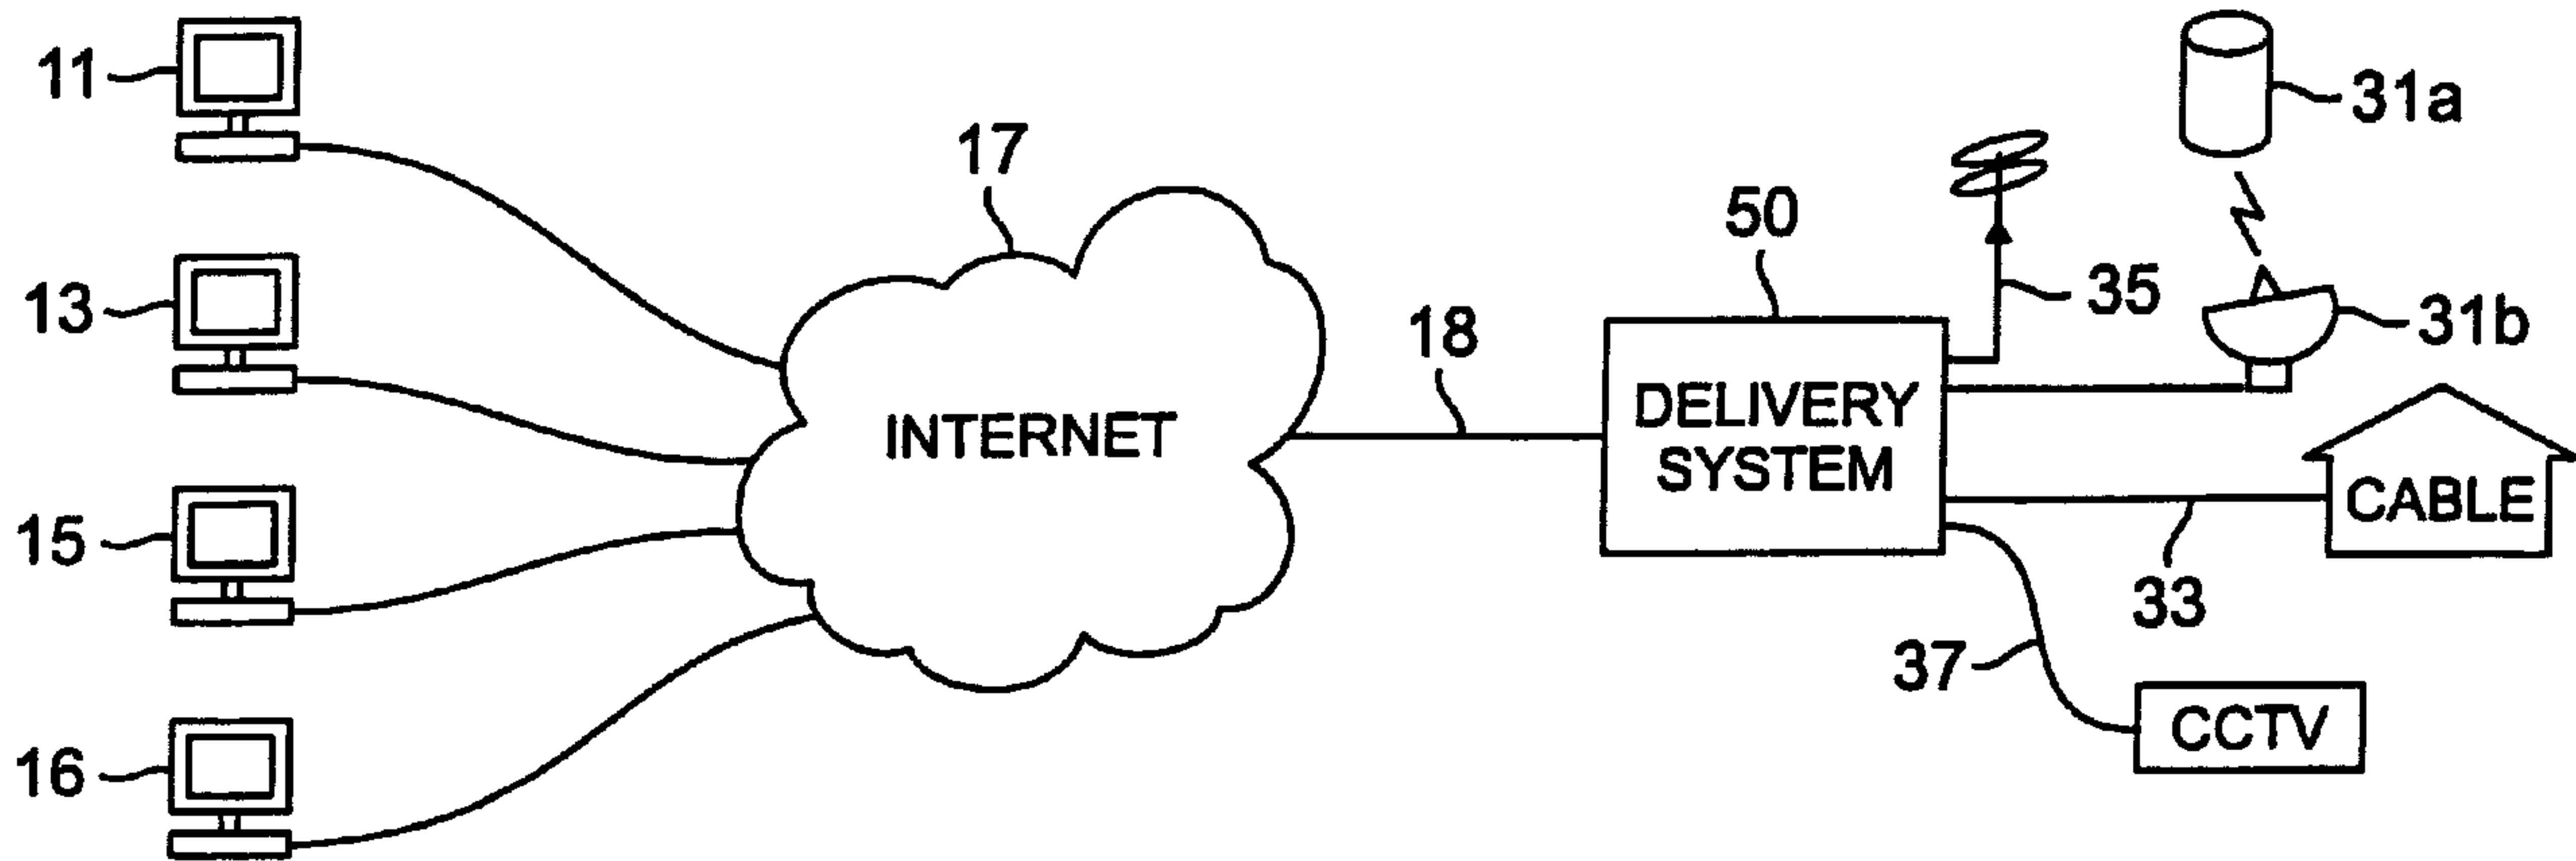 11
13
15
16
17
INTERNET
18
50
DELIVERY
SYSTEM
35
31a
31b
CABLE
33
37
CCTV